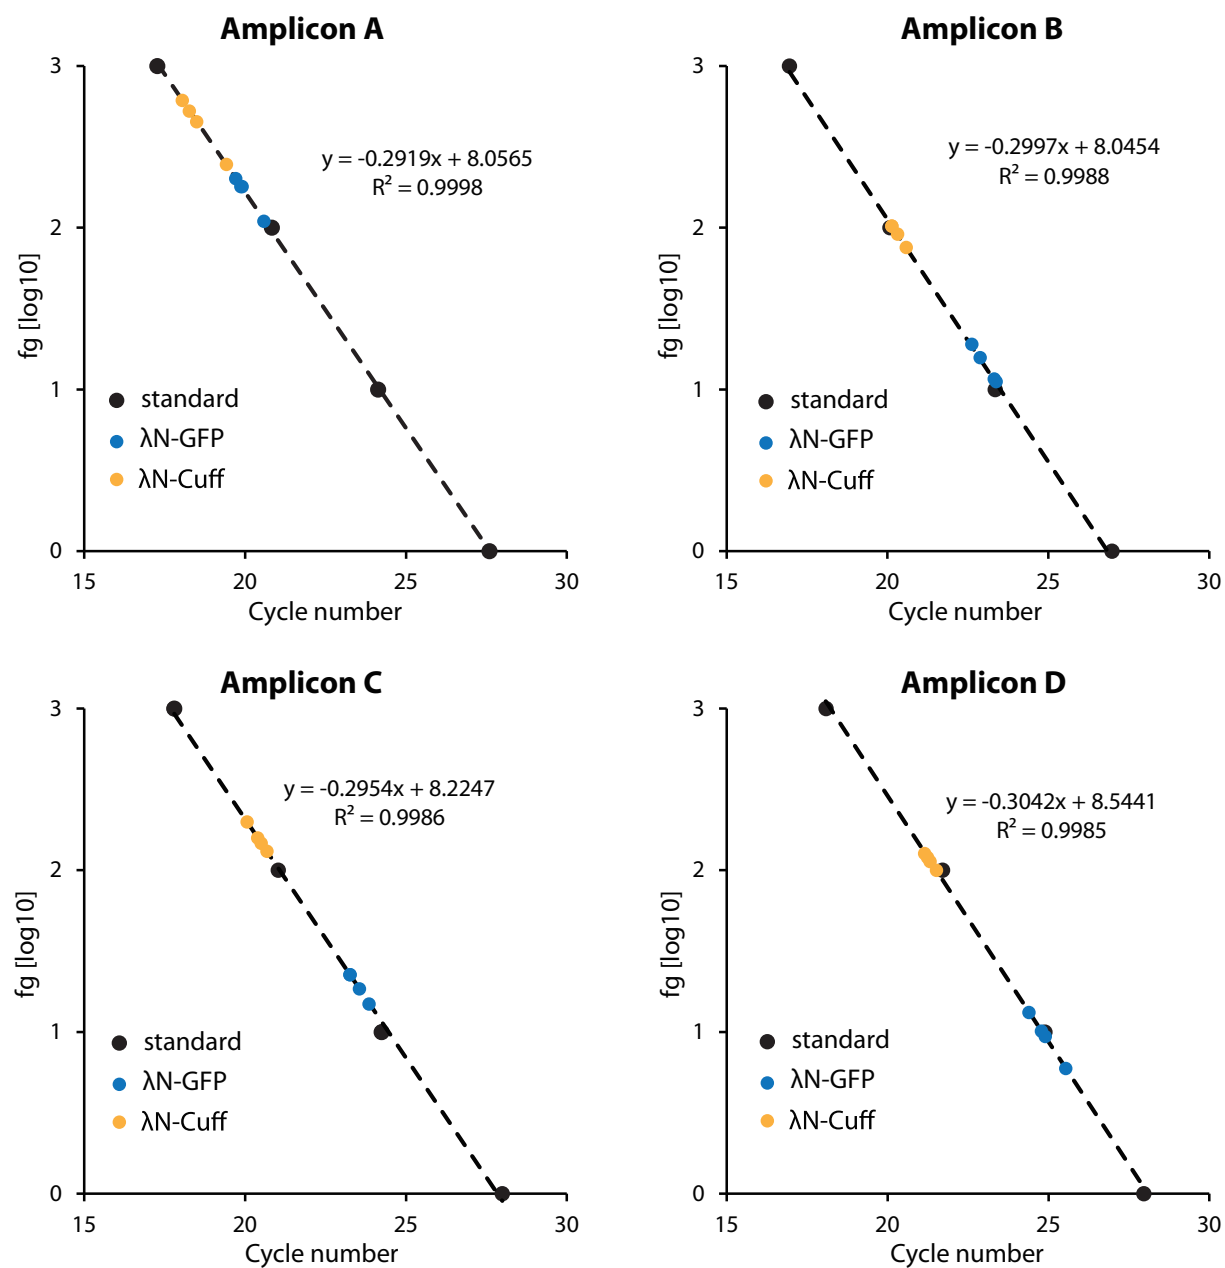 Amplicon A
3
2
1
0
fg [log10]
y = -0.2919x + 8.0565
R² = 0.9998
standard
λN-GFP
λN-Cuff
15 20 25 30
Cycle number
Amplicon B
3
2
1
0
fg [log10]
y = -0.2997x + 8.0454
R² = 0.9988
standard
λN-GFP
λN-Cuff
15 20 25 30
Cycle number
Amplicon C
3
2
1
0
fg [log10]
y = -0.2954x + 8.2247
R² = 0.9986
standard
λN-GFP
λN-Cuff
15 20 25 30
Cycle number
Amplicon D
3
2
1
0
fg [log10]
y = -0.3042x + 8.5441
R² = 0.9985
standard
λN-GFP
λN-Cuff
15 20 25 30
Cycle number